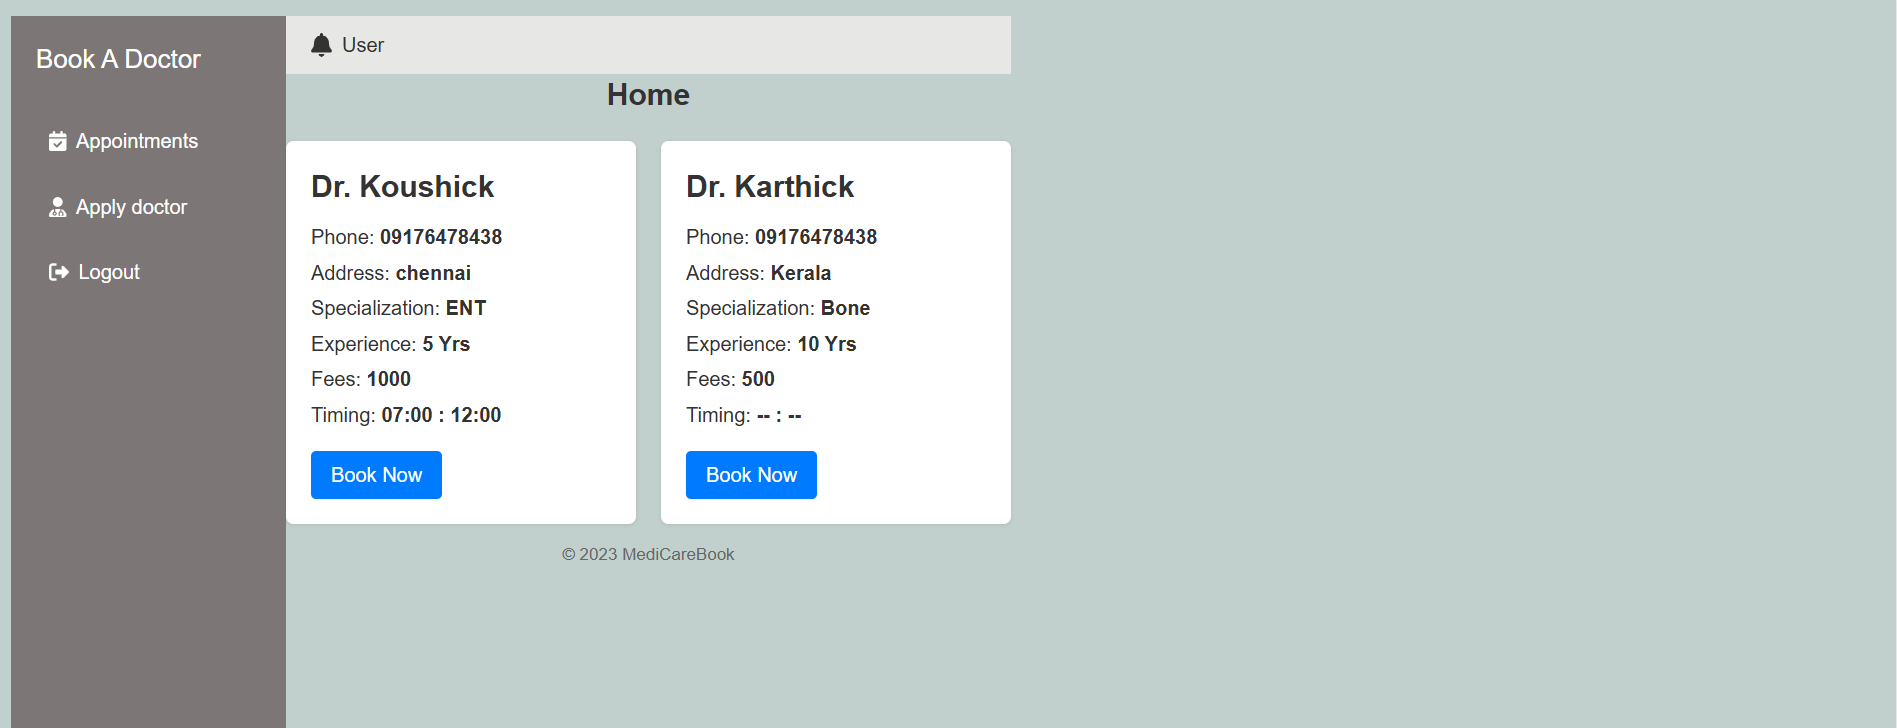 Book A Doctor
Appointments
Apply doctor
Logout
User
Home
Dr. Koushick
Phone: 09176478438
Address: chennai
Specialization: ENT
Experience: 5 Yrs
Fees: 1000
Timing: 07:00 : 12:00
Book Now
Dr. Karthick
Phone: 09176478438
Address: Kerala
Specialization: Bone
Experience: 10 Yrs
Fees: 500
Timing: -- : --
Book Now
© 2023 MediCareBook